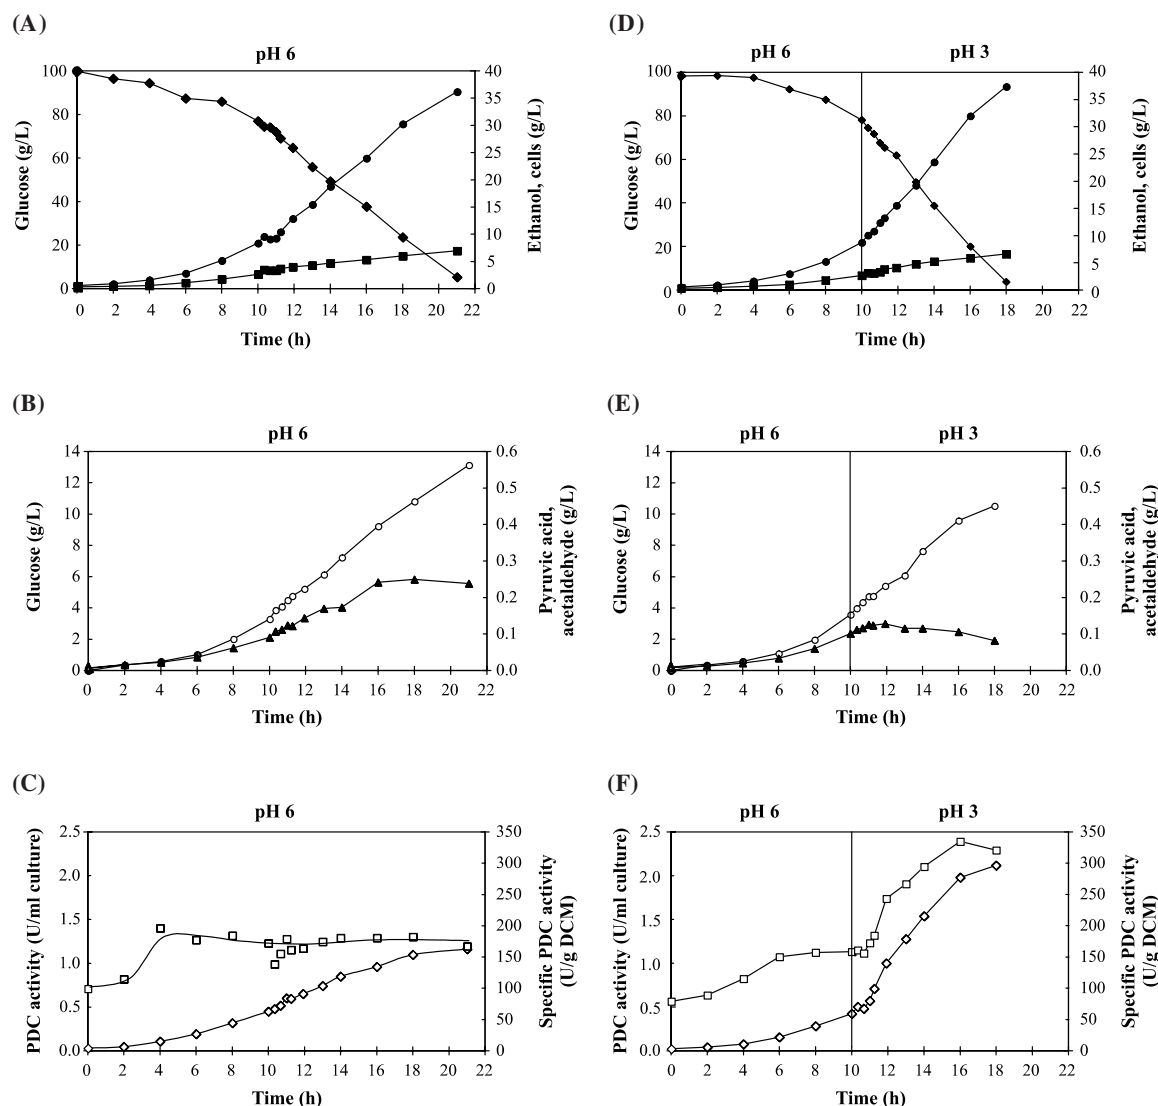 (A)
pH 6
Glucose (g/L)
100
80
60
40
20
0
40
35
30
25
20
15
10
5
0
Ethanol, cells (g/L)
0 2 4 6 8 10 12 14 16 18 20 22
Time (h)
(D)
pH 6 pH 3
Glucose (g/L)
100
80
60
40
20
0
40
35
30
25
20
15
10
5
0
Ethanol, cells (g/L)
0 2 4 6 8 10 12 14 16 18 20 22
Time (h)
(B)
pH 6
Glucose (g/L)
14
12
10
8
6
4
2
0
0.6
0.5
0.4
0.3
0.2
0.1
0.0
Pyruvic acid,
acetaldehyde (g/L)
0 2 4 6 8 10 12 14 16 18 20 22
Time (h)
(E)
pH 6 pH 3
Glucose (g/L)
14
12
10
8
6
4
2
0
0.6
0.5
0.4
0.3
0.2
0.1
0.0
Pyruvic acid,
acetaldehyde (g/L)
0 2 4 6 8 10 12 14 16 18 20 22
Time (h)
(C)
pH 6
PDC activity (U/ml culture)
2.5
2.0
1.5
1.0
0.5
0.0
350
300
250
200
150
100
50
0
Specific PDC activity
(U/g DCM)
0 2 4 6 8 10 12 14 16 18 20 22
Time (h)
(F)
pH 6 pH 3
PDC activity (U/ml culture)
2.5
2.0
1.5
1.0
0.5
0.0
350
300
250
200
150
100
50
0
Specific PDC activity
(U/g DCM)
0 2 4 6 8 10 12 14 16 18 20 22
Time (h)